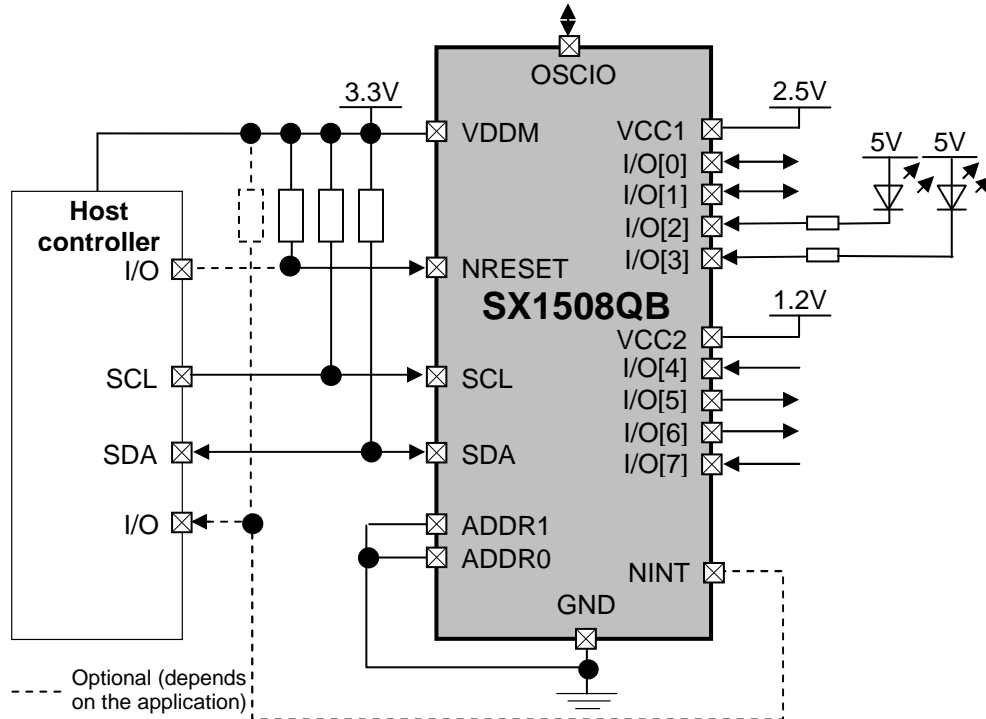 OSCIO
3.3V
2.5V
VDDM
VCC1
5V
5V
I/O[0]
I/O[1]
I/O[2]
I/O[3]
Host
controller
I/O
NRESET
SX1508QB
1.2V
VCC2
SCL
SCL
I/O[4]
I/O[5]
I/O[6]
I/O[7]
SDA
SDA
I/O
ADDR1
ADDR0
NINT
GND
Optional (depends
on the application)